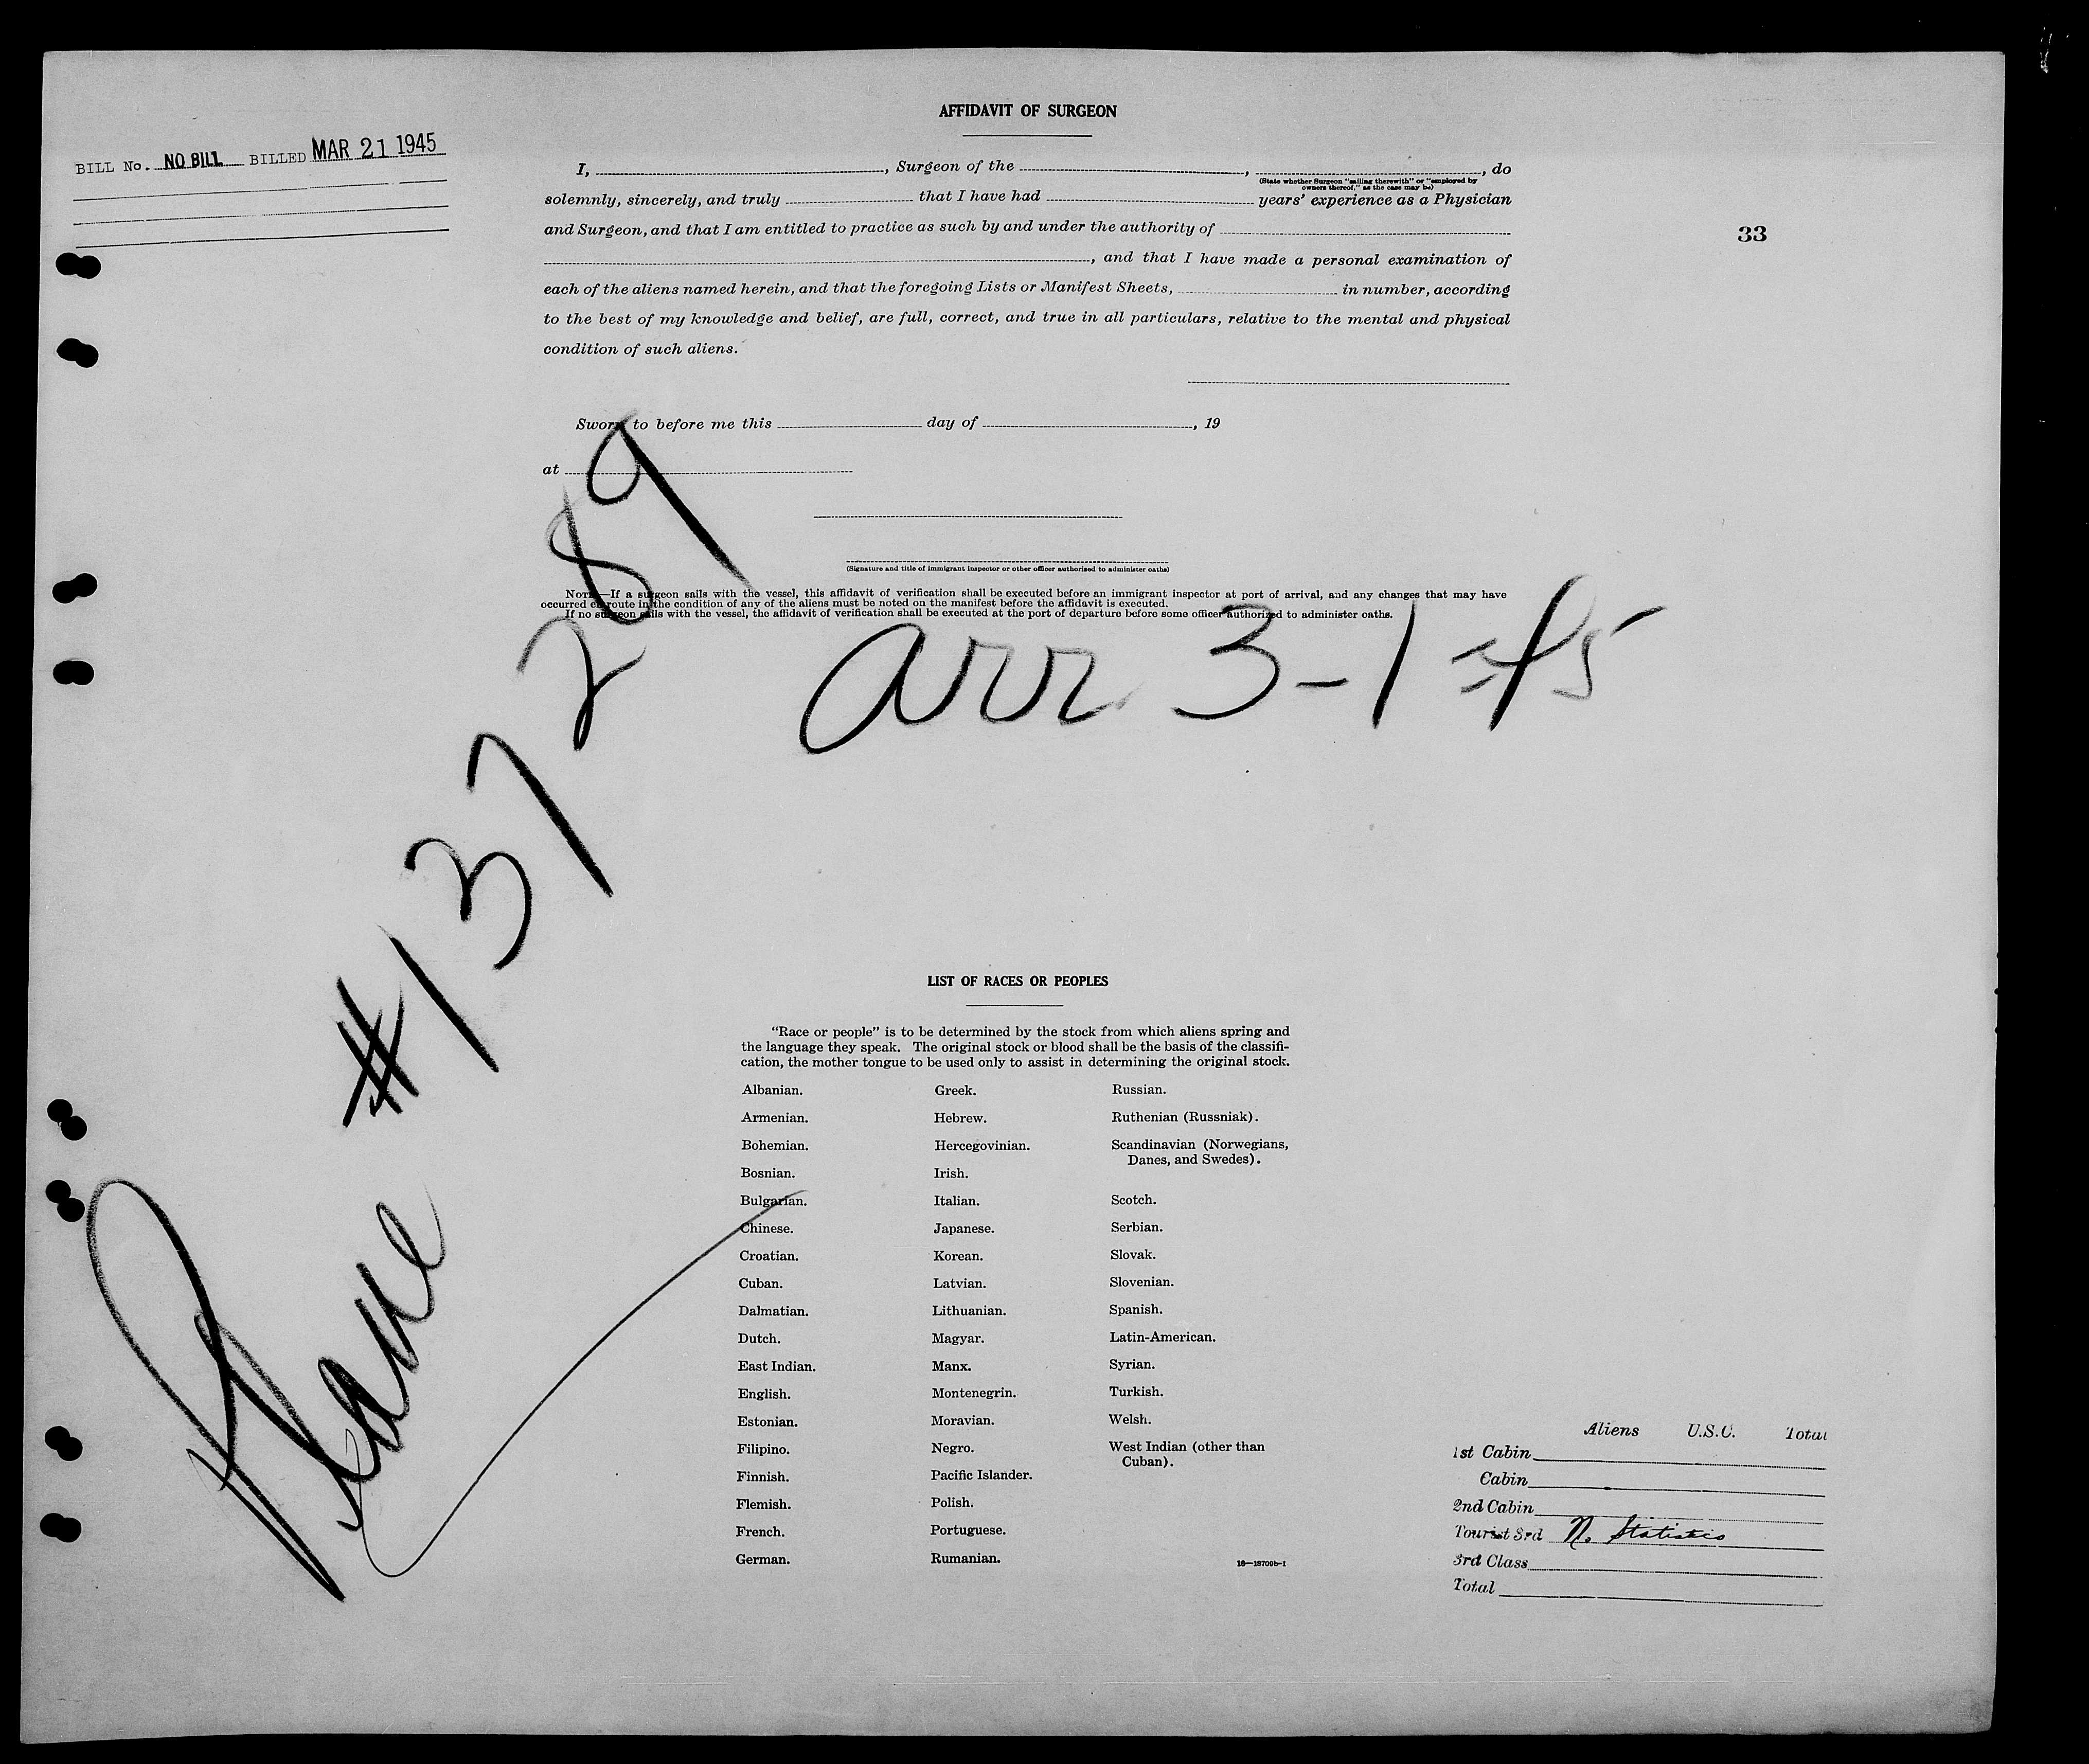 AFFIDAVIT OF SURGEON
BILL No. NO BILL BILLED MAR 21 1945
I, , Surgeon of the , , do
(State whether Surgeon "sailing therewith" or "employed by
owners thereof," as the case may be)
solemnly, sincerely, and truly that I have had years' experience as a Physician
and Surgeon, and that I am entitled to practice as such by and under the authority of
33
, and that I have made a personal examination of
each of the aliens named herein, and that the foregoing Lists or Manifest Sheets, in number, according
to the best of my knowledge and belief, are full, correct, and true in all particulars, relative to the mental and physical
condition of such aliens.
Sworn to before me this day of , 19
at
(Signature and title of immigrant inspector or other officer authorized to administer oaths)
NOTE.—If a surgeon sails with the vessel, this affidavit of verification shall be executed before an immigrant inspector at port of arrival, and any changes that may have
occurred en route in the condition of any of the aliens must be noted on the manifest before the affidavit is executed.
If no surgeon sails with the vessel, the affidavit of verification shall be executed at the port of departure before some officer authorized to administer oaths.
arr 3-1-45
Plane #137289
LIST OF RACES OR PEOPLES
"Race or people" is to be determined by the stock from which aliens spring and
the language they speak. The original stock or blood shall be the basis of the classifi-
cation, the mother tongue to be used only to assist in determining the original stock.
Albanian. Greek. Russian.
Armenian. Hebrew. Ruthenian (Russniak).
Bohemian. Hercegovinian. Scandinavian (Norwegians,
Danes, and Swedes).
Bosnian. Irish.
Bulgarian. Italian. Scotch.
Chinese. Japanese. Serbian.
Croatian. Korean. Slovak.
Cuban. Latvian. Slovenian.
Dalmatian. Lithuanian. Spanish.
Dutch. Magyar. Latin-American.
East Indian. Manx. Syrian.
English. Montenegrin. Turkish.
Estonian. Moravian. Welsh.
Filipino. Negro. West Indian (other than
Cuban).
Finnish. Pacific Islander.
Flemish. Polish.
French. Portuguese.
German. Rumanian.
16—18709b-1
Aliens U.S.C. Total
1st Cabin
Cabin
2nd Cabin
Tourist 3rd No Statistics
3rd Class
Total